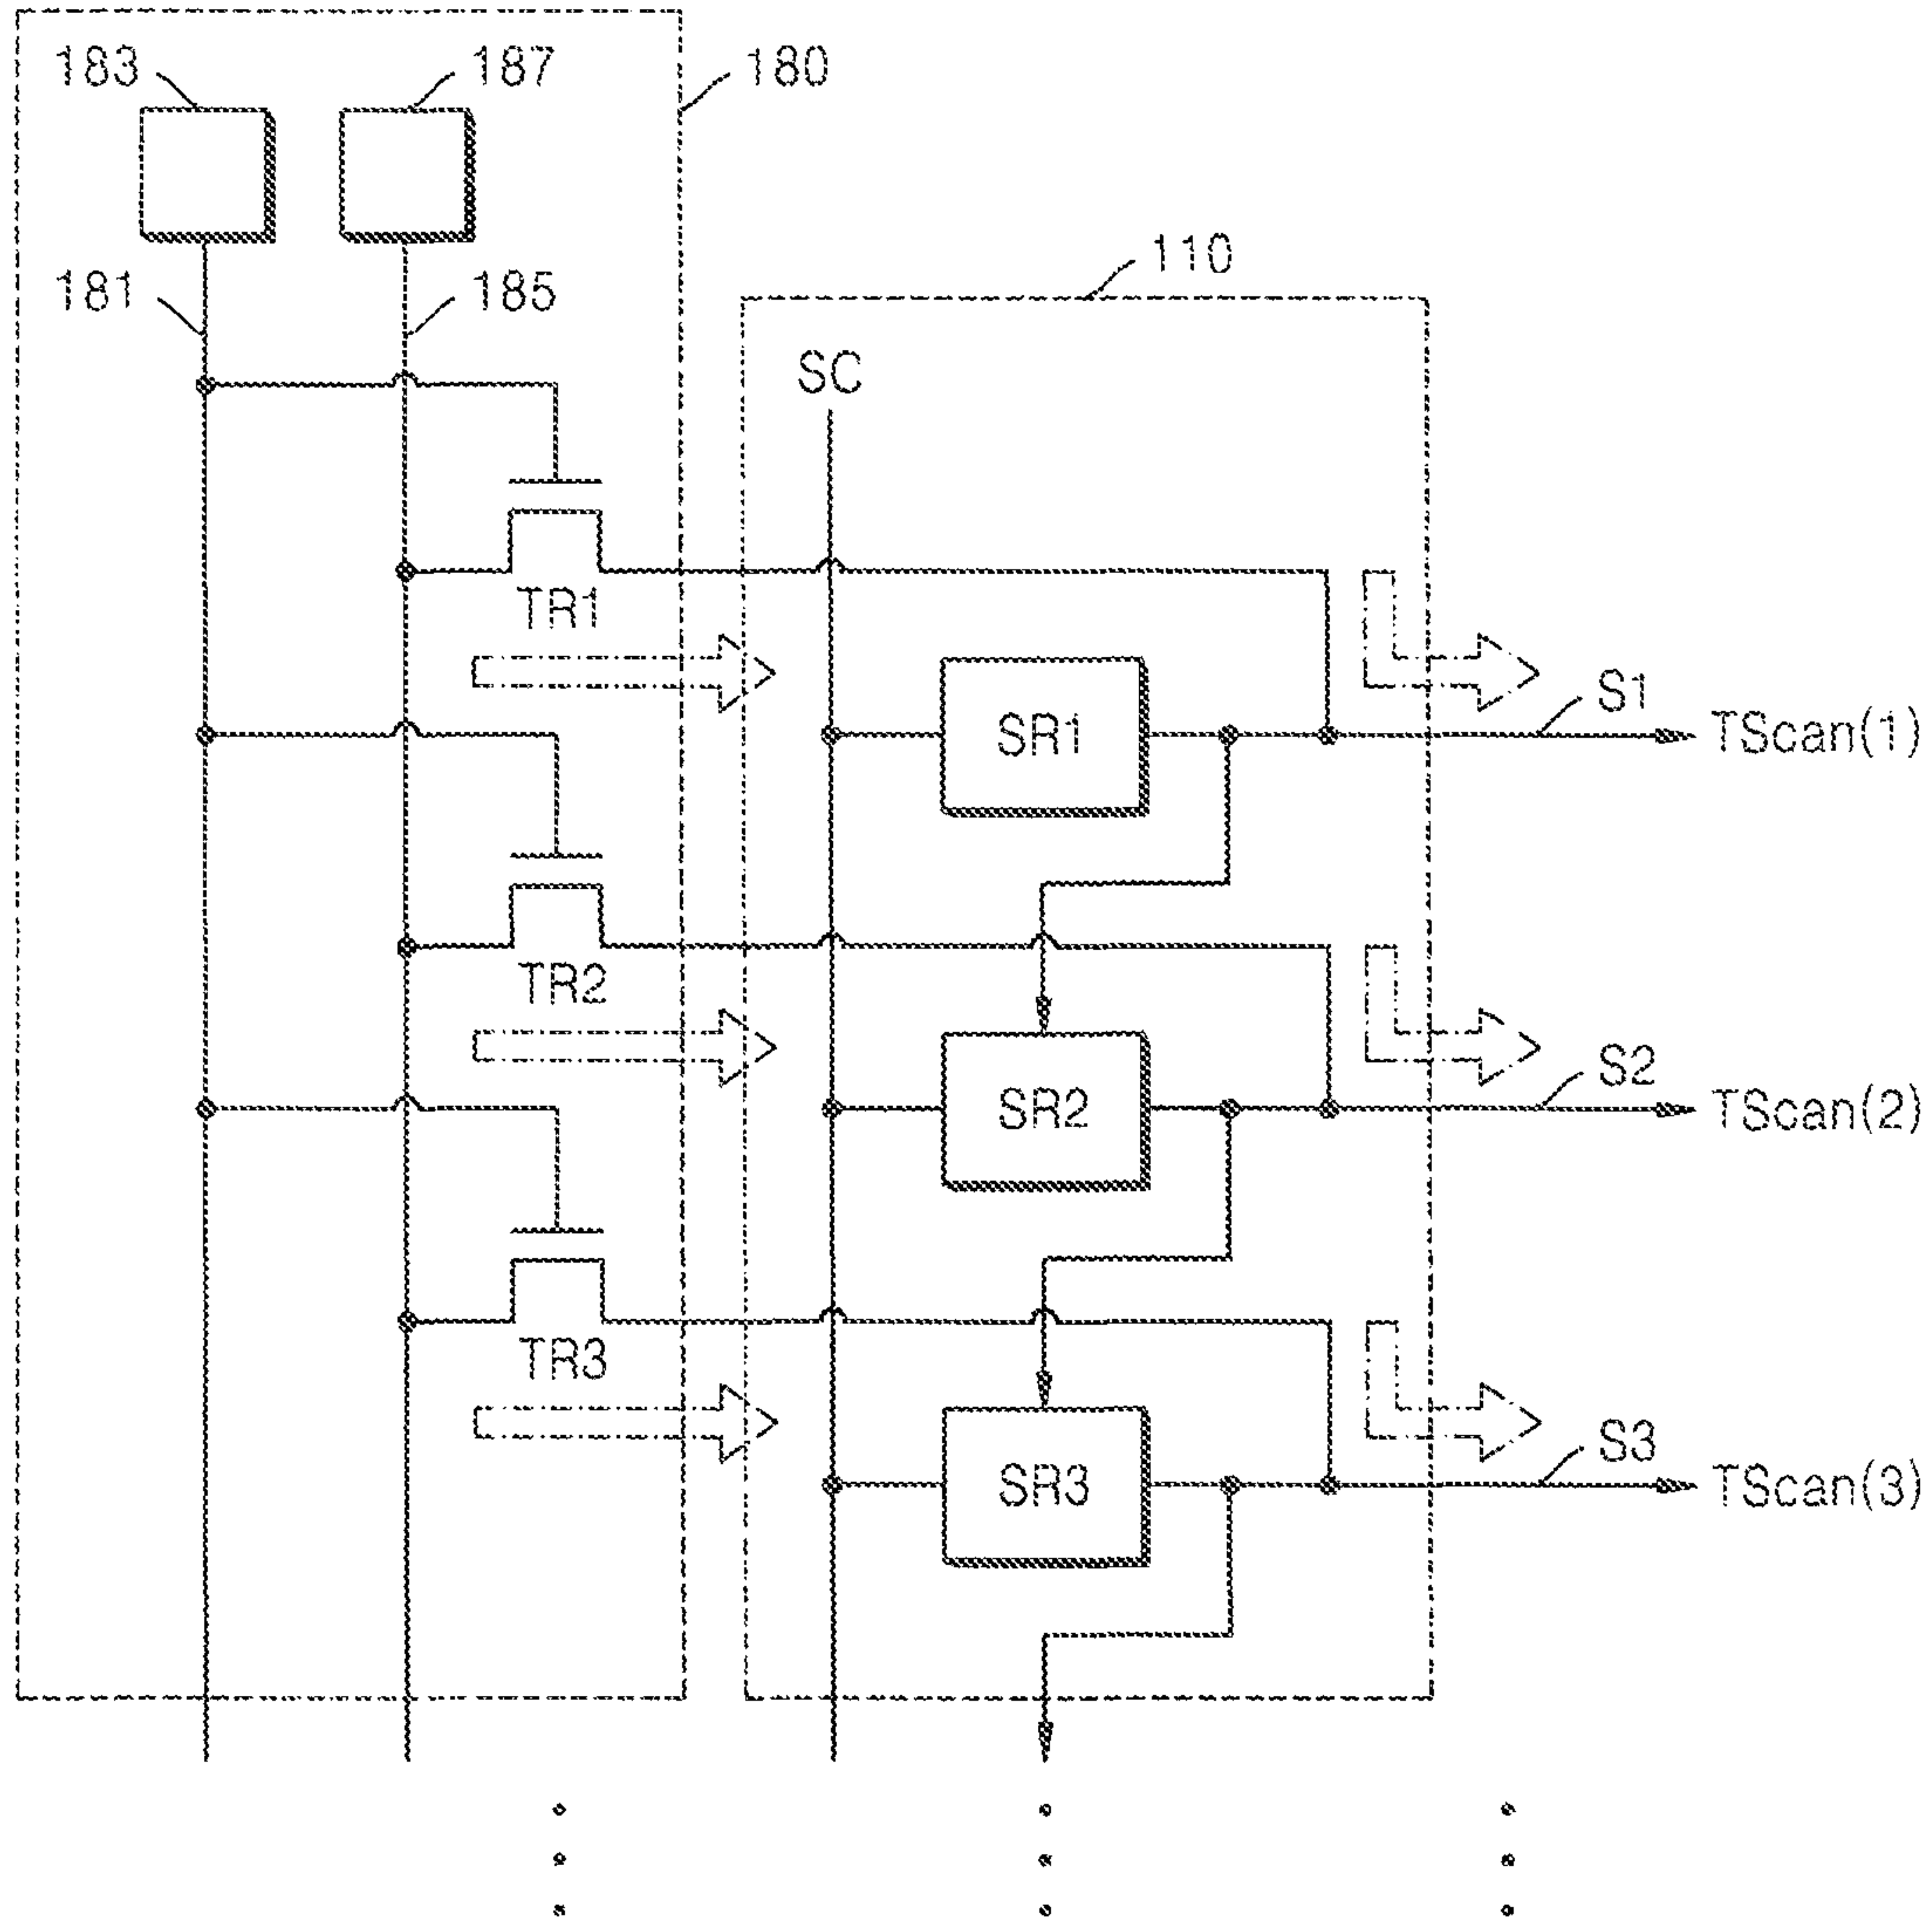 183
187
180
181
185
110
SC
TR1
SR1
S1
TScan(1)
TR2
SR2
S2
TScan(2)
TR3
SR3
S3
TScan(3)